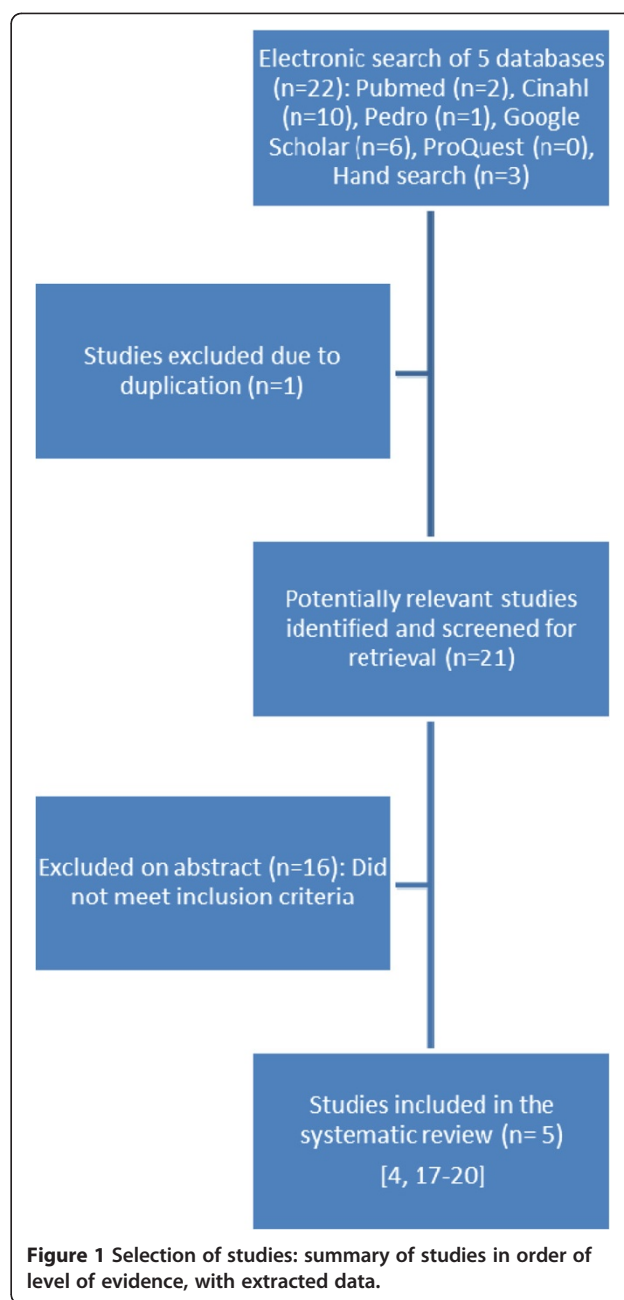 Electronic search of 5 databases
(n=22): Pubmed (n=2), Cinahl
(n=10), Pedro (n=1), Google
Scholar (n=6), ProQuest (n=0),
Hand search (n=3)
Studies excluded due to
duplication (n=1)
Potentially relevant studies
identified and screened for
retrieval (n=21)
Excluded on abstract (n=16): Did
not meet inclusion criteria
Studies included in the
systematic review (n= 5)
[4, 17-20]
Figure 1 Selection of studies: summary of studies in order of
level of evidence, with extracted data.